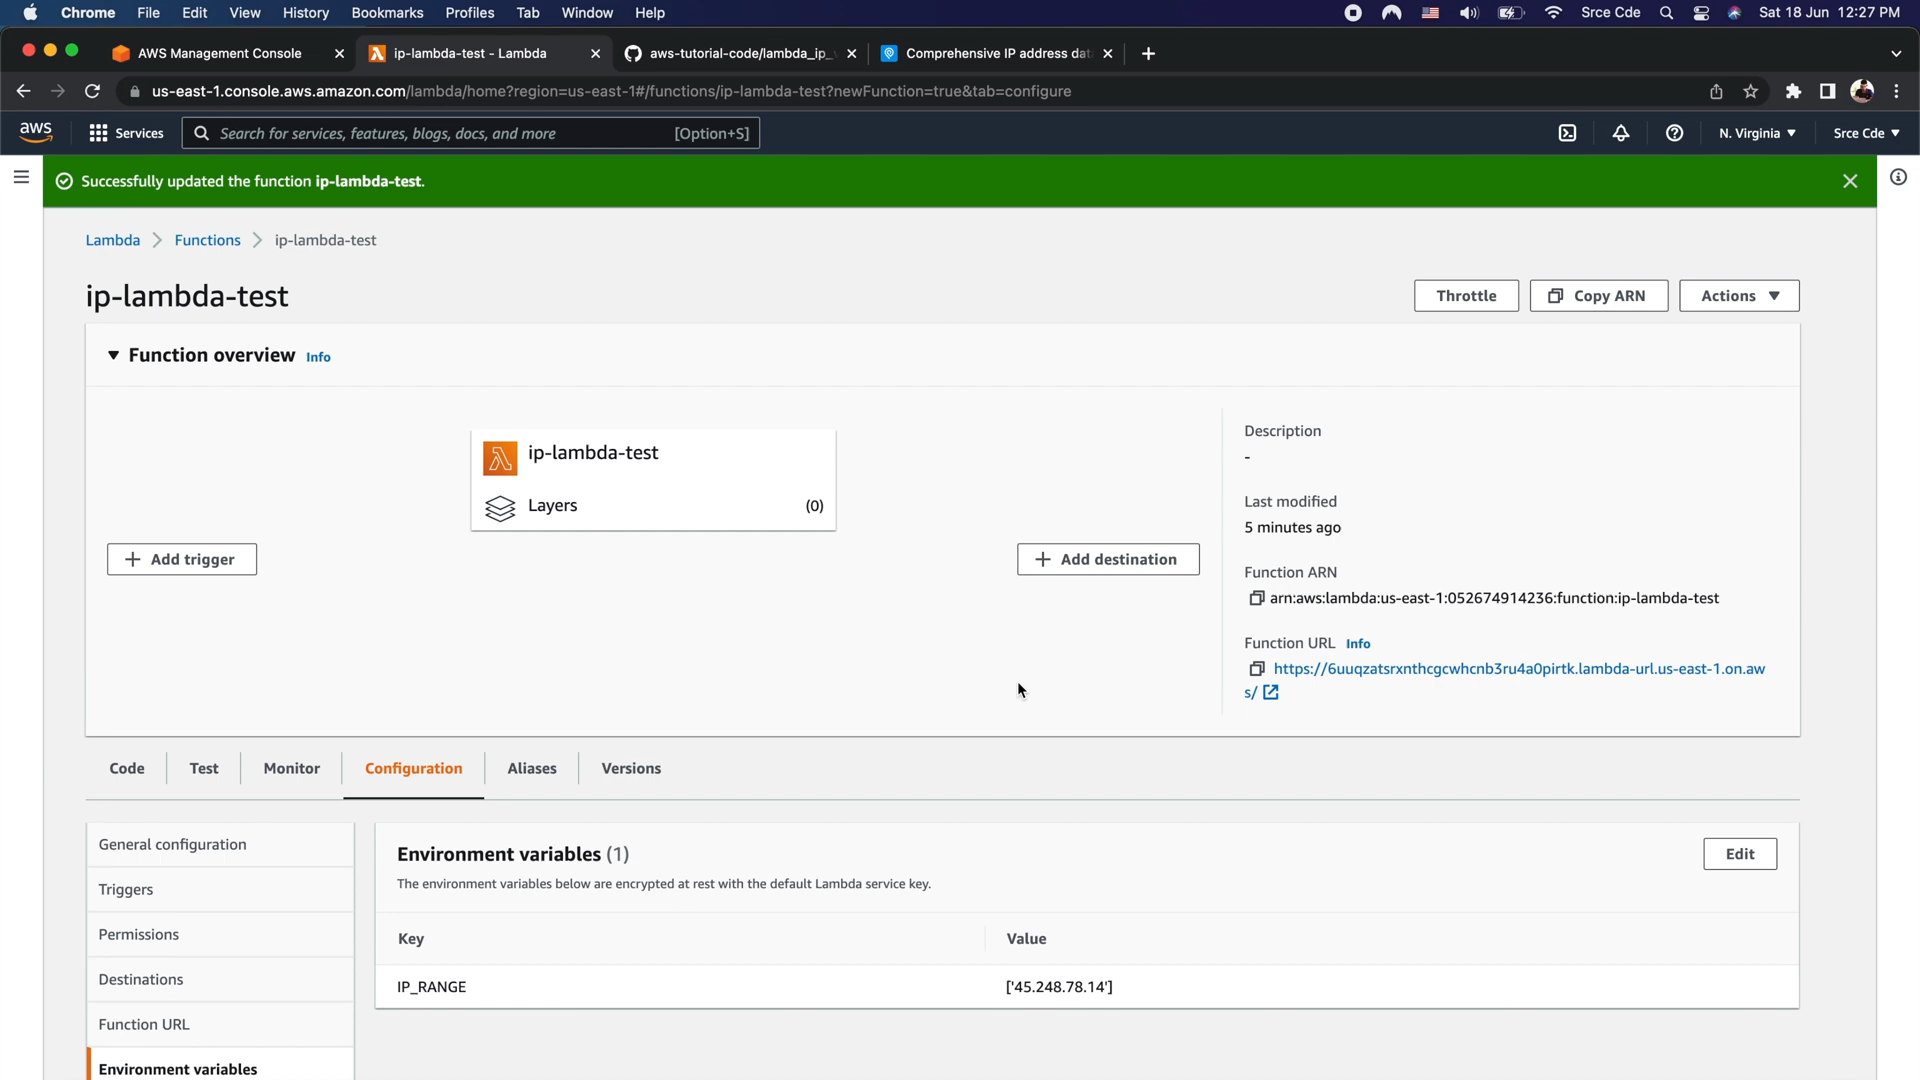 Chrome File Edit View History Bookmarks Profiles Tab Window Help Srce Cde Sat 18 Jun 12:27 PM
AWS Management Console ip-lambda-test - Lambda aws-tutorial-code/lambda_ip_ Comprehensive IP address dat
us-east-1.console.aws.amazon.com/lambda/home?region=us-east-1#/functions/ip-lambda-test?newFunction=true&tab=configure
aws Services Search for services, features, blogs, docs, and more [Option+S] N. Virginia Srce Cde
Successfully updated the function ip-lambda-test.
Lambda Functions ip-lambda-test
ip-lambda-test
Throttle Copy ARN Actions
Function overview Info
ip-lambda-test
Layers (0)
Add trigger
Add destination
Description
-
Last modified
5 minutes ago
Function ARN
arn:aws:lambda:us-east-1:052674914236:function:ip-lambda-test
Function URL Info
https://6uuqzatsrxnthcgcwhcnb3ru4a0pirtk.lambda-url.us-east-1.on.aw
s/
Code Test Monitor Configuration Aliases Versions
General configuration
Triggers
Permissions
Destinations
Function URL
Environment variables
Environment variables (1)
Edit
The environment variables below are encrypted at rest with the default Lambda service key.
Key Value
IP_RANGE ['45.248.78.14']